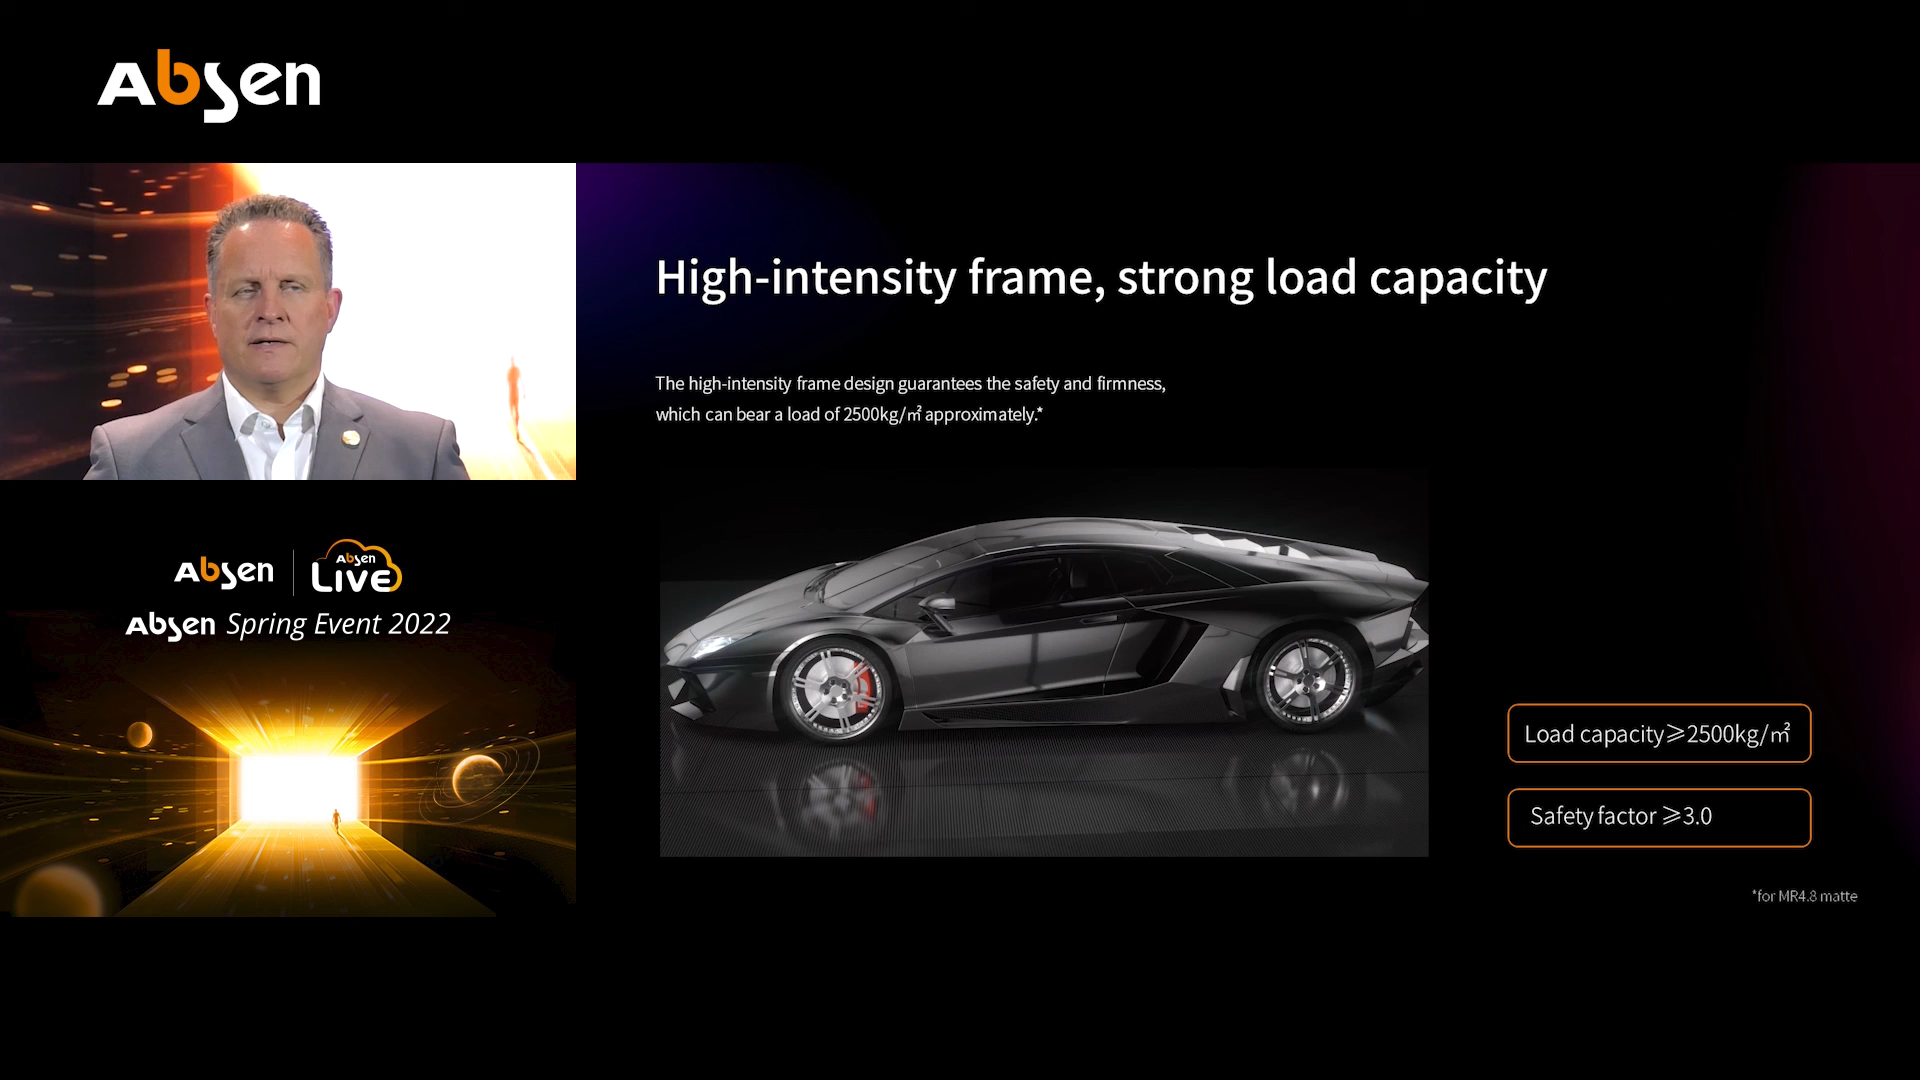 Absen
High-intensity frame, strong load capacity
The high-intensity frame design guarantees the safety and firmness,
which can bear a load of 2500kg/㎡ approximately.*
Absen
Absen
LIVE
Absen Spring Event 2022
Load capacity⩾2500kg/㎡
Safety factor ⩾3.0
*for MR4.8 matte